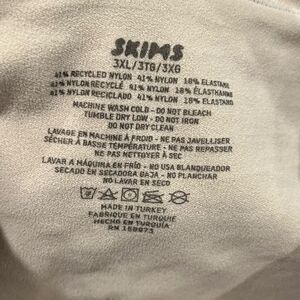 SKIMS
3XL/3TG/3XG
41% RECYCLED NYLON 41% NYLON 18% ELASTANE
41% NYLON RECYCLÉ 41% NYLON 18% ÉLASTHANNE
41% NYLON RECICLADO 41% NYLON 18% ELASTANO
MACHINE WASH COLD - DO NOT BLEACH
TUMBLE DRY LOW - DO NOT IRON
DO NOT DRY CLEAN
LAVAGE EN MACHINE À FROID - NE PAS JAVELLISER
SÉCHER À BASSE TEMPÉRATURE - NE PAS REPASSER
NE PAS NETTOYER À SEC
LAVAR A MÁQUINA EN FRÍO - NO USA BLANQUEADOR
SECADO EN SECADORA BAJA - NO PLANCHAR
NO LAVAR EN SECO
MADE IN TURKEY
FABRIQUÉ EN TURQUIE
HECHO EN TURQUÍA